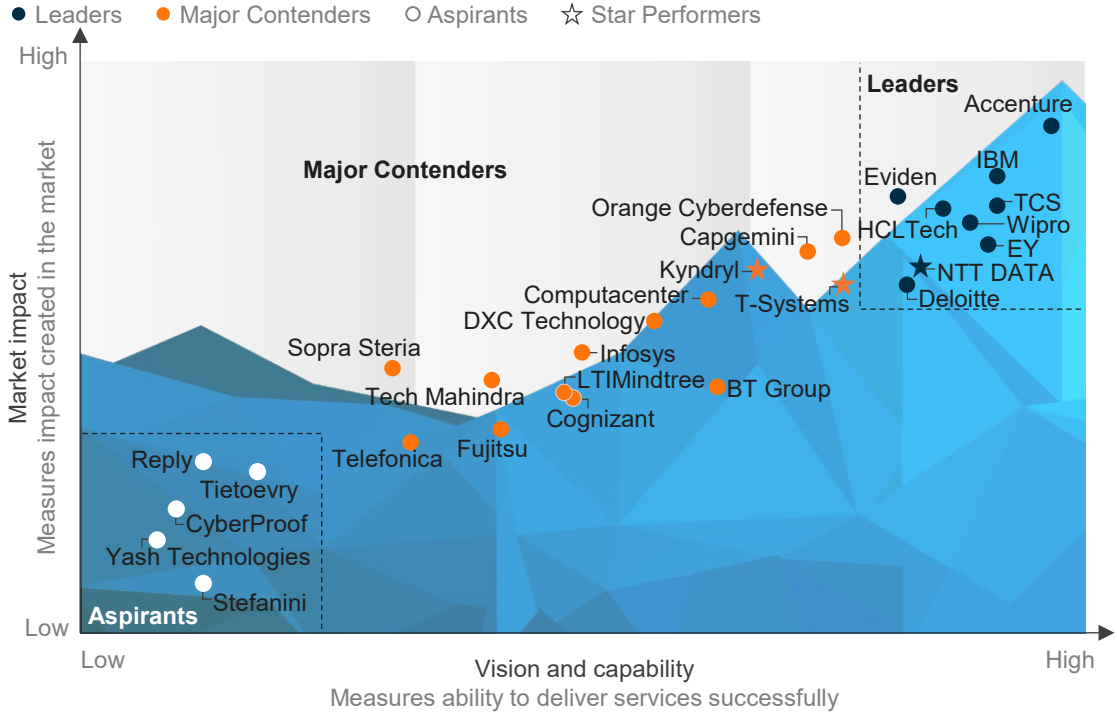 Leaders
Major Contenders
Aspirants
Star Performers
High
Leaders
Accenture
Major Contenders
IBM
Eviden
TCS
Orange Cyberdefense
Wipro
HCLTech
Capgemini
EY
Kyndryl
NTT DATA
Computacenter
T-Systems
Deloitte
DXC Technology
Sopra Steria
Infosys
LTIMindtree
Tech Mahindra
BT Group
Cognizant
Fujitsu
Telefonica
Reply
Tietoevry
CyberProof
Yash Technologies
Stefanini
Aspirants
Low
Market impact
Measures impact created in the market
Low
High
Vision and capability
Measures ability to deliver services successfully